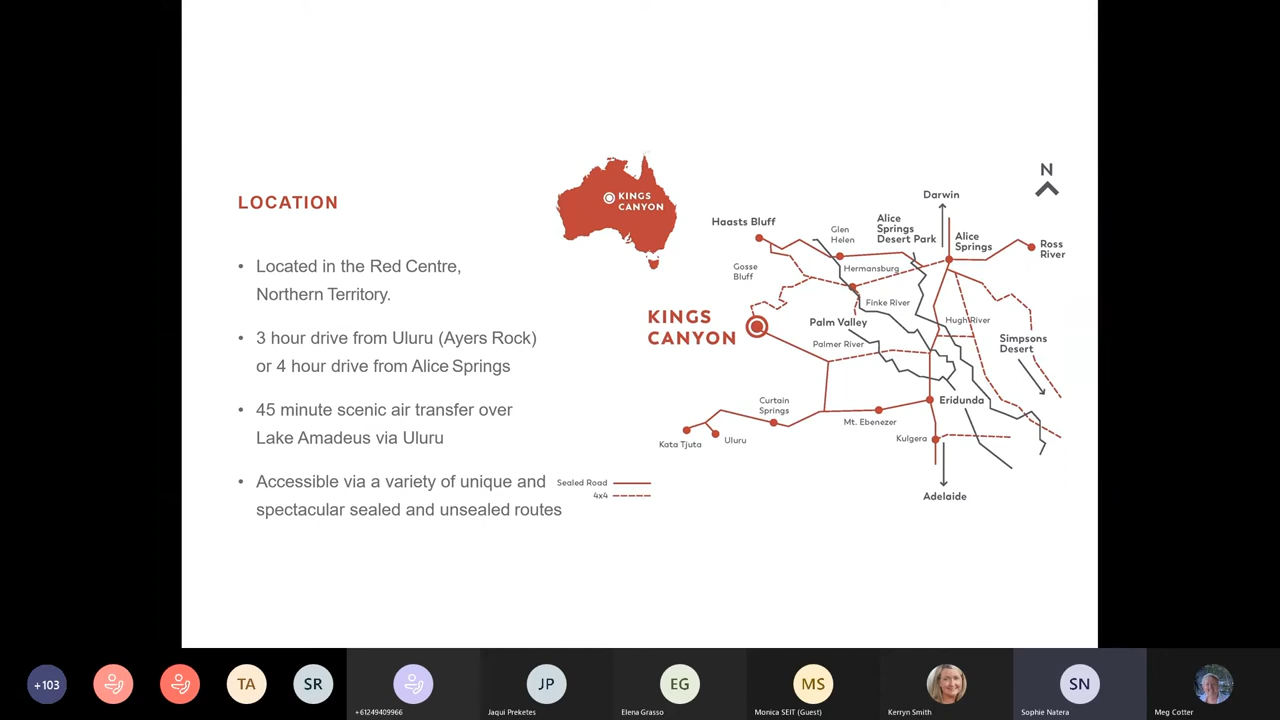 LOCATION
• Located in the Red Centre,
Northern Territory.
• 3 hour drive from Uluru (Ayers Rock)
or 4 hour drive from Alice Springs
• 45 minute scenic air transfer over
Lake Amadeus via Uluru
• Accessible via a variety of unique and
spectacular sealed and unsealed routes
KINGS
CANYON
N
Darwin
Haasts Bluff
Glen
Helen
Alice
Springs
Desert Park
Alice
Springs
Ross
River
Gosse
Bluff
Hermansburg
Finke River
KINGS
CANYON
Palm Valley
Hugh River
Palmer River
Simpsons
Desert
Curtain
Springs
Eridunda
Mt. Ebenezer
Kata Tjuta
Uluru
Kulgera
Sealed Road
4x4
Adelaide
+103
TA
SR
+61249409966
JP
Jaqui Preketes
EG
Elena Grasso
MS
Monica SEIT (Guest)
Kerryn Smith
SN
Sophie Natera
Meg Cotter